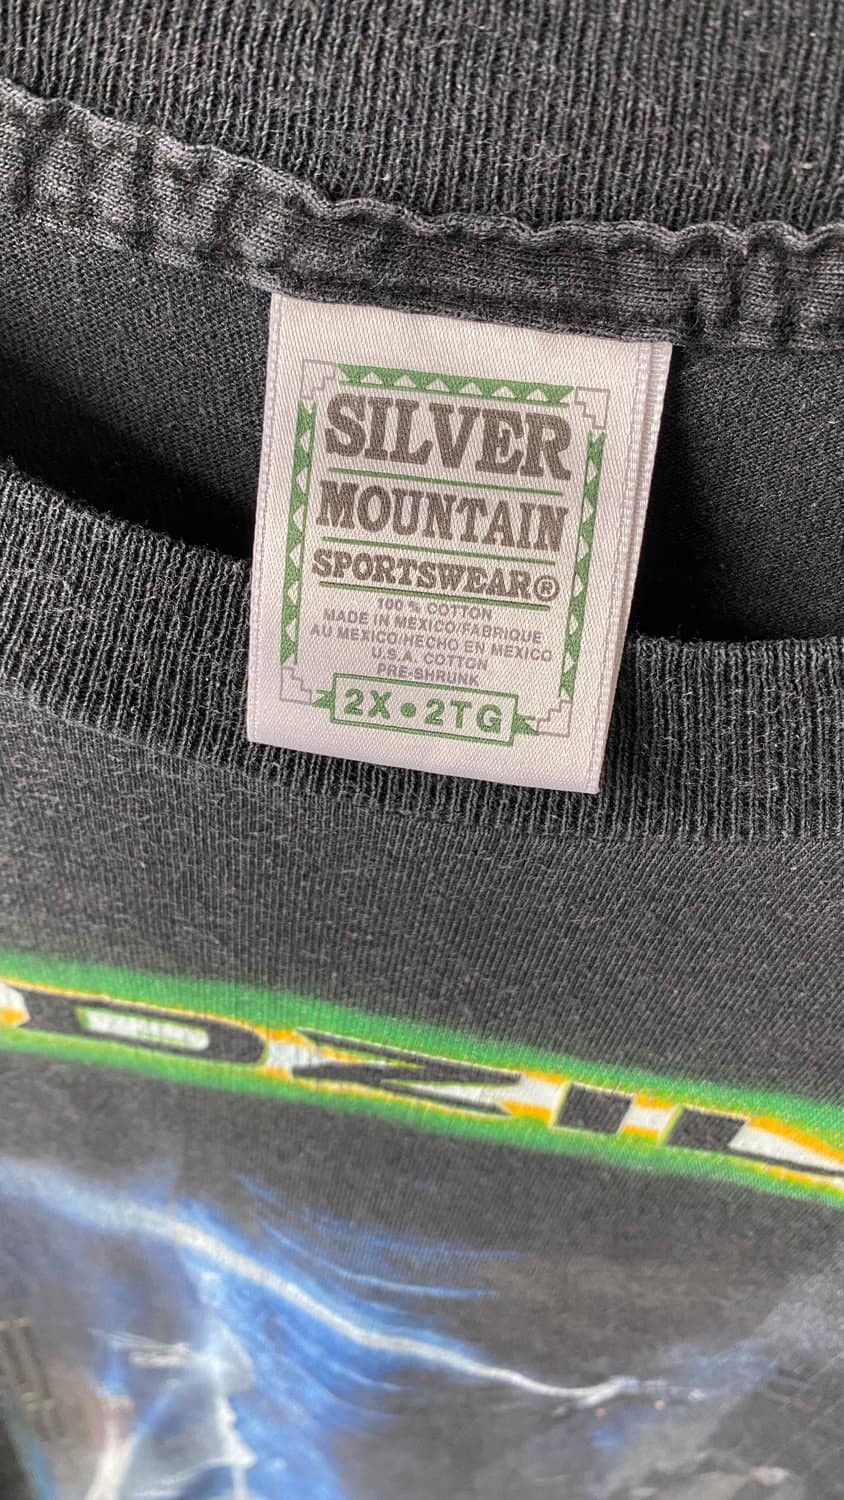 SILVER
MOUNTAIN
SPORTSWEAR®
100 % COTTON
MADE IN MEXICO/FABRIQUE
AU MEXICO/HECHO EN MEXICO
U.S.A. COTTON
PRE-SHRUNK
2X•2TG
DZIL